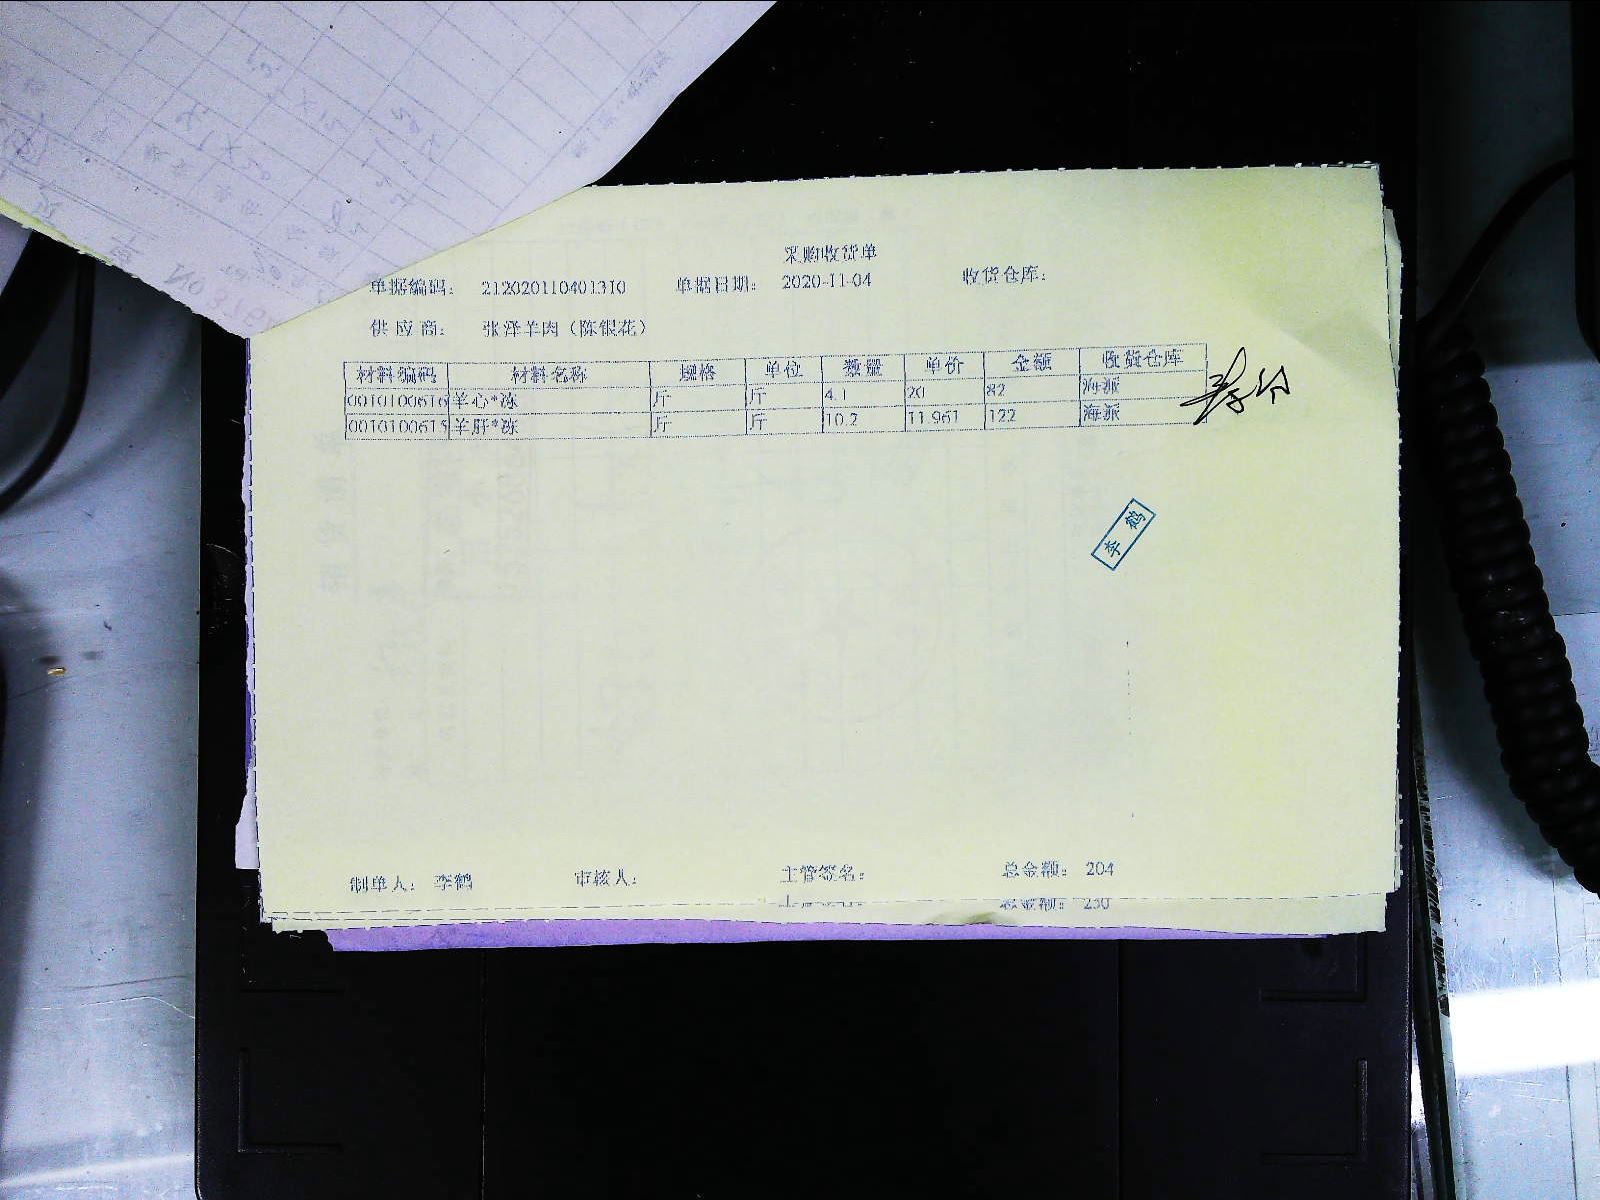 采购收货单
单据编码： 212020110401310 单据日期： 2020-11-04 收货仓库：
供 应 商： 张泽羊肉（陈银花）
材料编码 材料名称 规格 单位 数量 单价 金额 收货仓库
0010100616 羊心*冻 斤 斤 4.1 20 82 海派
0010100615 羊肝*冻 斤 斤 10.2 11.961 122 海派
李鹤
制单人： 李鹤 审核人： 主管签名： 总金额： 204
总金额： 230